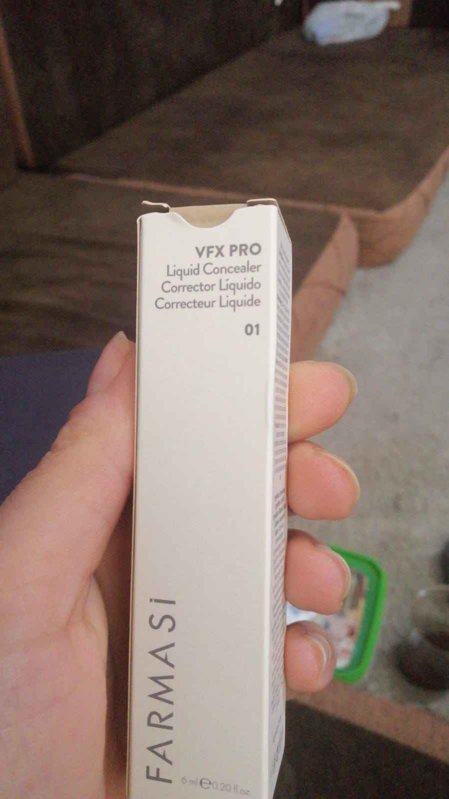 VFX PRO
Liquid Concealer
Corrector Líquido
Correcteur Liquide
01
FARMASi
6 ml ℮ 0.20 fl.oz